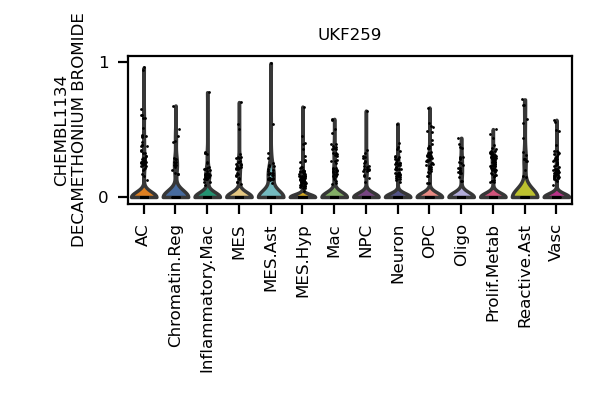 UKF259
CHEMBL1134
DECAMETHONIUM BROMIDE
1
0
AC
Chromatin.Reg
Inflammatory.Mac
MES
MES.Ast
MES.Hyp
Mac
NPC
Neuron
OPC
Oligo
Prolif.Metab
Reactive.Ast
Vasc